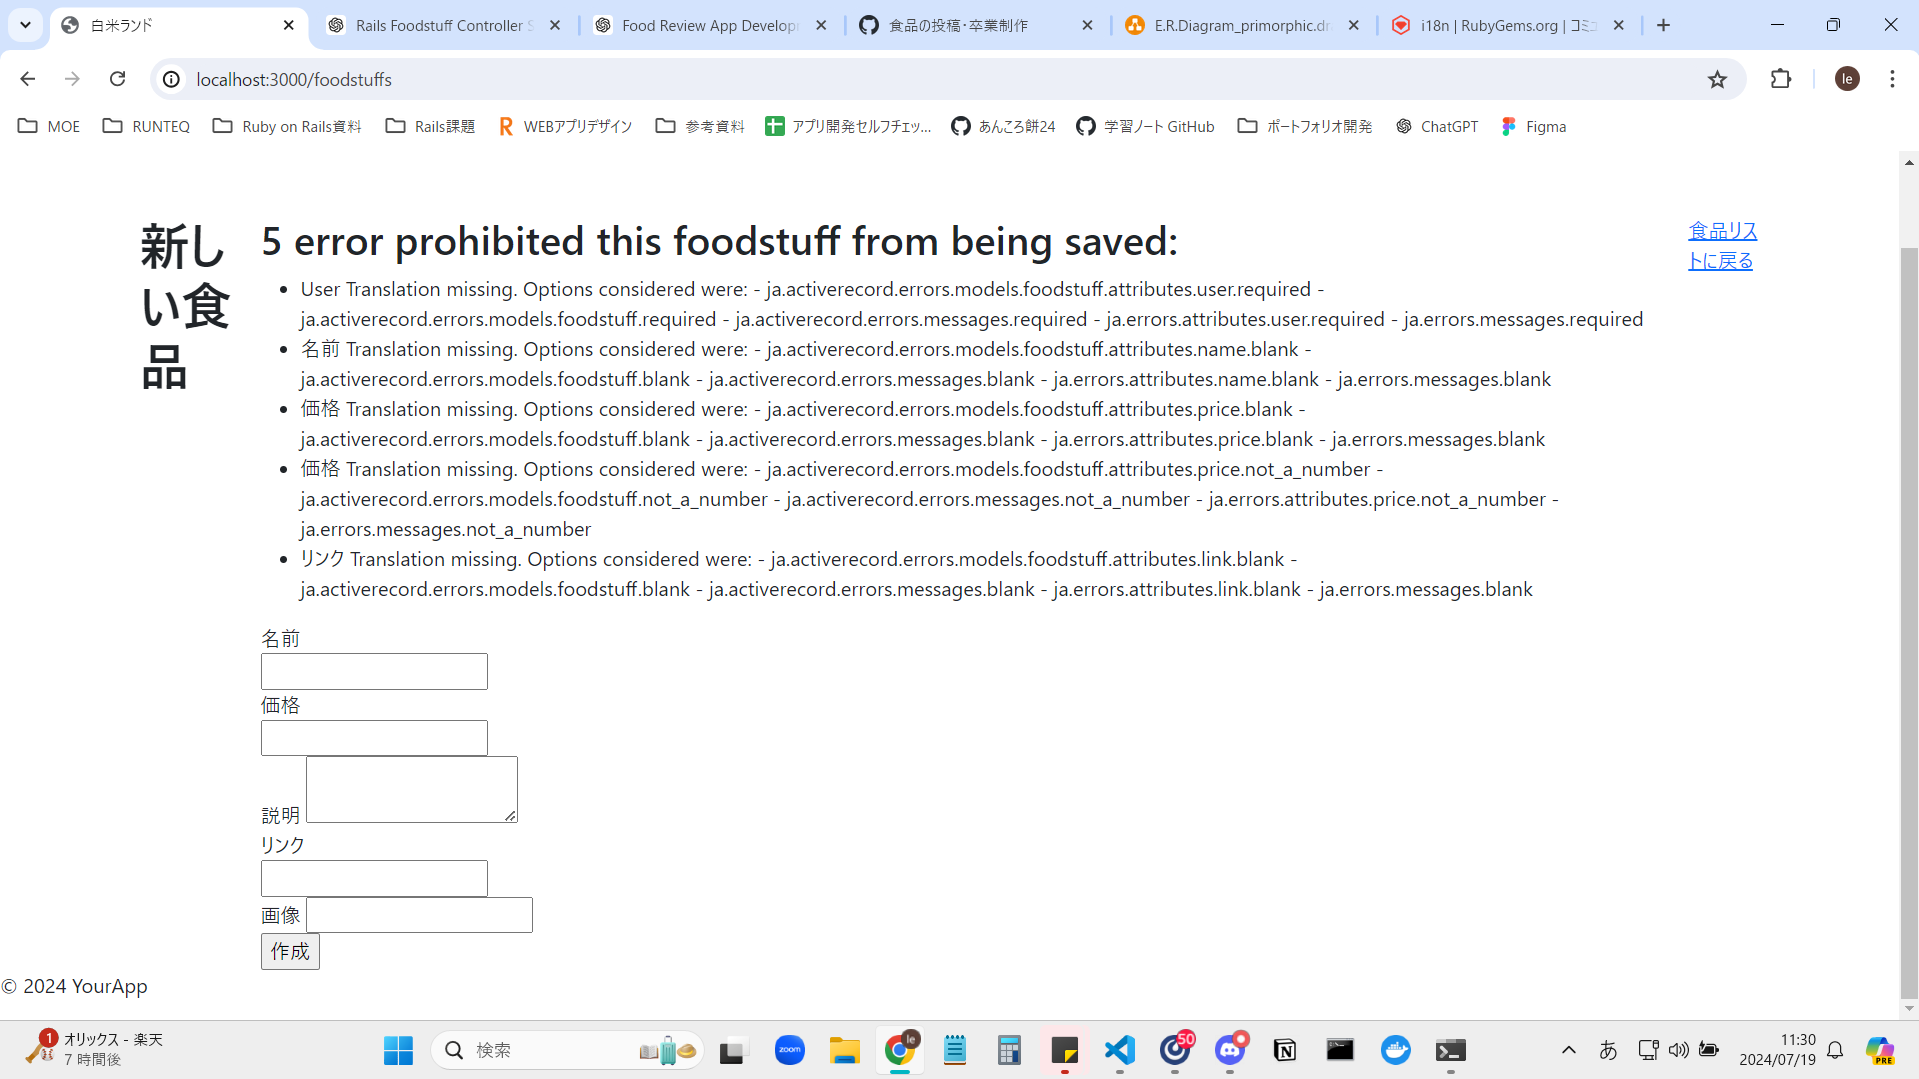 白米ランド
Rails Foodstuff Controller S
Food Review App Develop
食品の投稿・卒業制作
E.R.Diagram_primorphic.dr
i18n | RubyGems.org | コミ
localhost:3000/foodstuffs
le
MOE
RUNTEQ
Ruby on Rails資料
Rails課題
WEBアプリデザイン
参考資料
アプリ開発セルフチェッ...
あんころ餅24
学習ノート GitHub
ポートフォリオ開発
ChatGPT
Figma
新し
い食
品
5 error prohibited this foodstuff from being saved:
食品リス
トに戻る
User Translation missing. Options considered were: - ja.activerecord.errors.models.foodstuff.attributes.user.required -
ja.activerecord.errors.models.foodstuff.required - ja.activerecord.errors.messages.required - ja.errors.attributes.user.required - ja.errors.messages.required
名前 Translation missing. Options considered were: - ja.activerecord.errors.models.foodstuff.attributes.name.blank -
ja.activerecord.errors.models.foodstuff.blank - ja.activerecord.errors.messages.blank - ja.errors.attributes.name.blank - ja.errors.messages.blank
価格 Translation missing. Options considered were: - ja.activerecord.errors.models.foodstuff.attributes.price.blank -
ja.activerecord.errors.models.foodstuff.blank - ja.activerecord.errors.messages.blank - ja.errors.attributes.price.blank - ja.errors.messages.blank
価格 Translation missing. Options considered were: - ja.activerecord.errors.models.foodstuff.attributes.price.not_a_number -
ja.activerecord.errors.models.foodstuff.not_a_number - ja.activerecord.errors.messages.not_a_number - ja.errors.attributes.price.not_a_number -
ja.errors.messages.not_a_number
リンク Translation missing. Options considered were: - ja.activerecord.errors.models.foodstuff.attributes.link.blank -
ja.activerecord.errors.models.foodstuff.blank - ja.activerecord.errors.messages.blank - ja.errors.attributes.link.blank - ja.errors.messages.blank
名前
価格
説明
リンク
画像
作成
© 2024 YourApp
1
オリックス - 楽天
7 時間後
検索
zoom
le
50
あ
11:30
2024/07/19
PRE